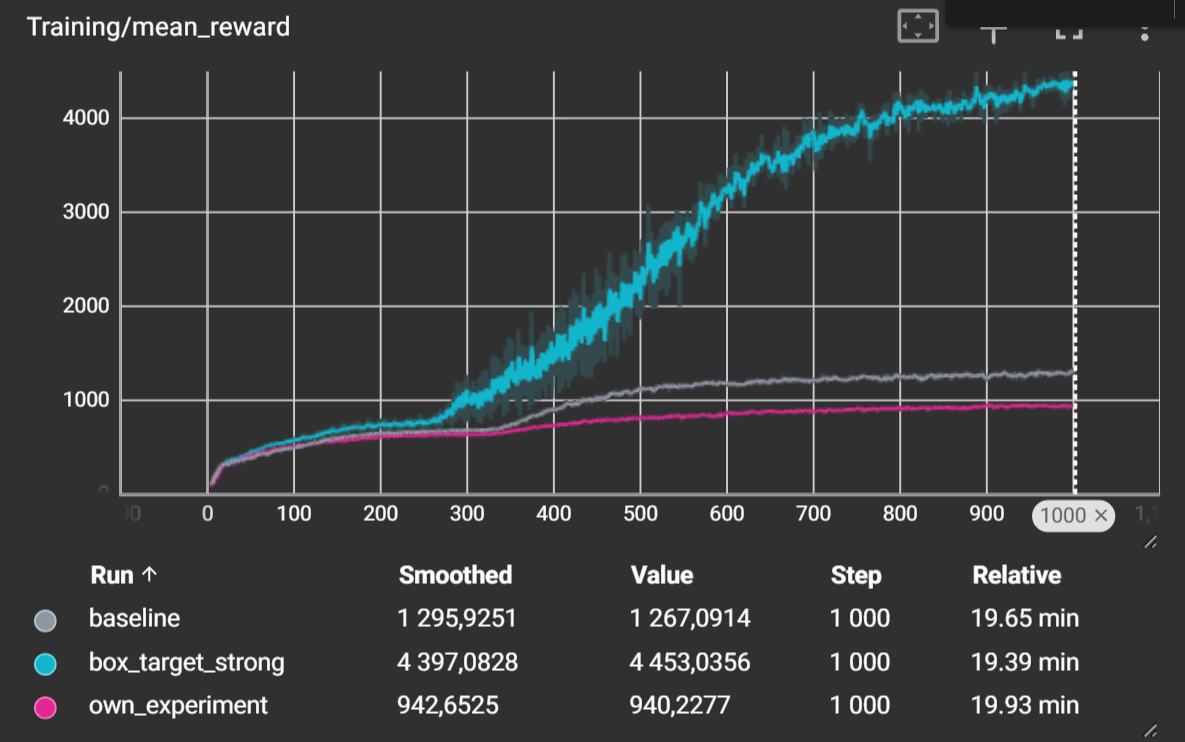 Training/mean_reward
4000
3000
2000
1000
0
0 100 200 300 400 500 600 700 800 900 1000 ×
Run ↑ Smoothed Value Step Relative
baseline 1 295,9251 1 267,0914 1 000 19.65 min
box_target_strong 4 397,0828 4 453,0356 1 000 19.39 min
own_experiment 942,6525 940,2277 1 000 19.93 min